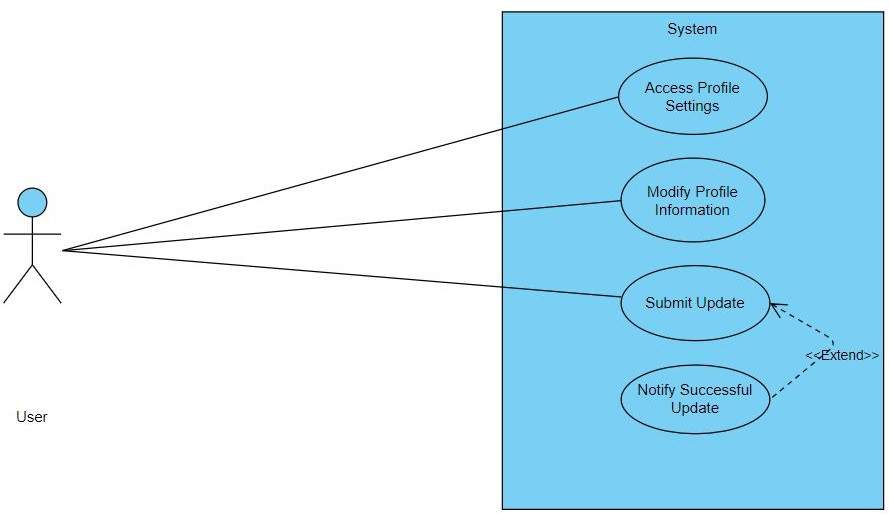 System
Access Profile
Settings
Modify Profile
Information
Submit Update
<<Extend>>
Notify Successful
Update
User